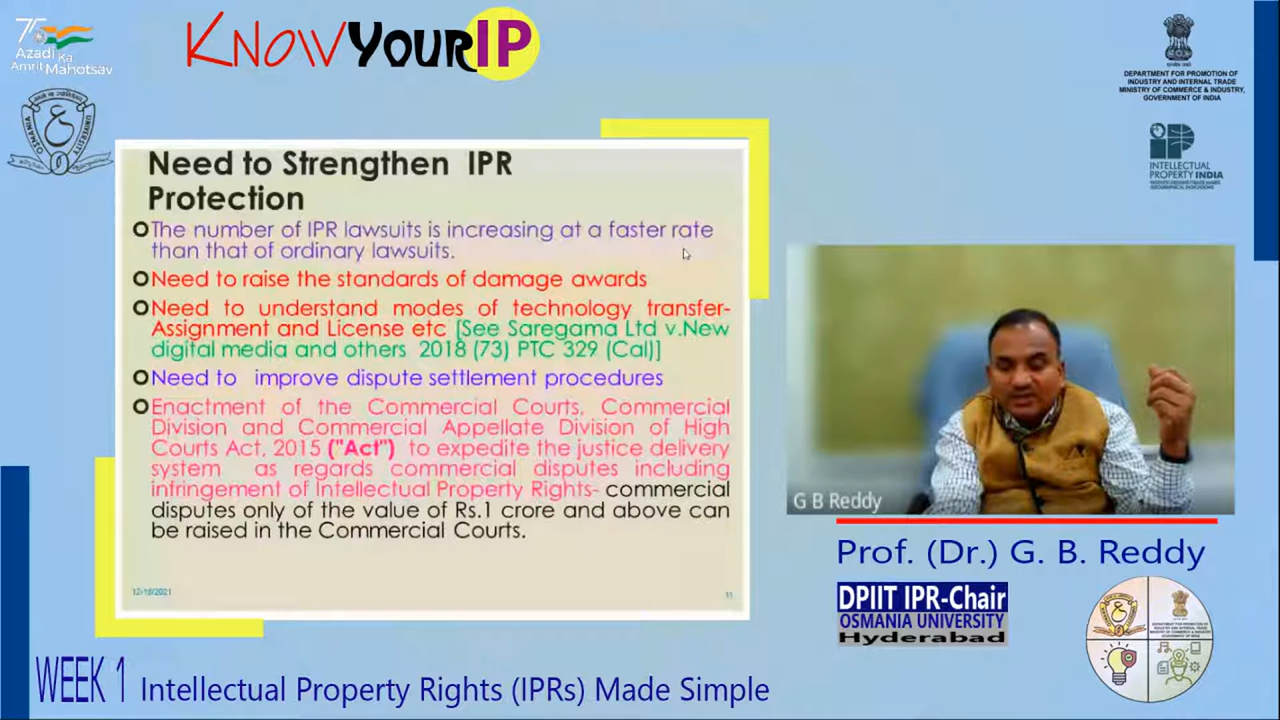 75
Azadi
Ka
Amrit Mahotsav
KNOWYOURIP
DEPARTMENT FOR PROMOTION OF
INDUSTRY AND INTERNAL TRADE
MINISTRY OF COMMERCE & INDUSTRY,
GOVERNMENT OF INDIA
OSMANIA UNIVERSITY
iP
INTELLECTUAL
PROPERTY INDIA
Need to Strengthen IPR
Protection
The number of IPR lawsuits is increasing at a faster rate
than that of ordinary lawsuits.
Need to raise the standards of damage awards
Need to understand modes of technology transfer-
Assignment and License etc [See Saregama Ltd v.New
digital media and others 2018 (73) PTC 329 (Cal)]
Need to improve dispute settlement procedures
Enactment of the Commercial Courts, Commercial
Division and Commercial Appellate Division of High
Courts Act, 2015 ("Act") to expedite the justice delivery
system as regards commercial disputes including
infringement of Intellectual Property Rights- commercial
disputes only of the value of Rs.1 crore and above can
be raised in the Commercial Courts.
G B Reddy
Prof. (Dr.) G. B. Reddy
DPIIT IPR-Chair
OSMANIA UNIVERSITY
Hyderabad
WEEK 1 Intellectual Property Rights (IPRs) Made Simple